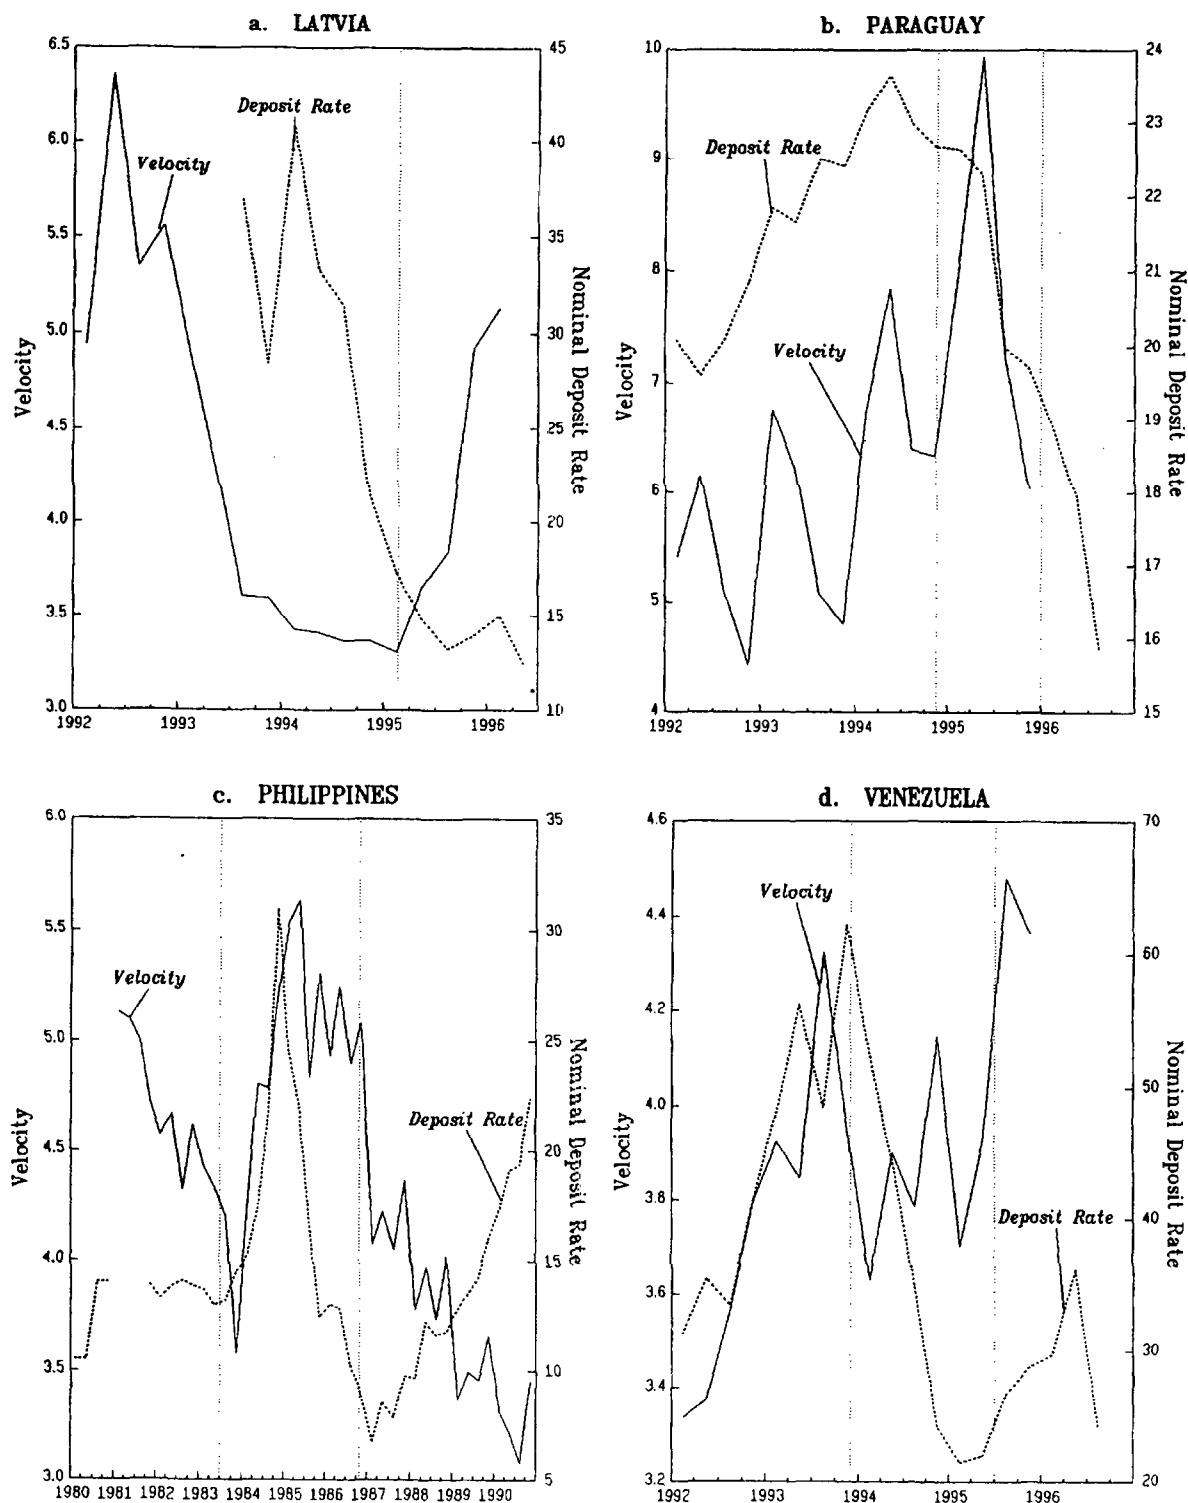 a. LATVIA
6.5
6.0
5.5
5.0
4.5
4.0
3.5
3.0
Velocity
45
40
35
30
25
20
15
10
Nominal Deposit Rate
Deposit Rate
Velocity
1992 1993 1994 1995 1996
b. PARAGUAY
10
9
8
7
6
5
4
Velocity
24
23
22
21
20
19
18
17
16
15
Nominal Deposit Rate
Deposit Rate
Velocity
1992 1993 1994 1995 1996
c. PHILIPPINES
6.0
5.5
5.0
4.5
4.0
3.5
3.0
Velocity
35
30
25
20
15
10
5
Nominal Deposit Rate
Velocity
Deposit Rate
1980 1981 1982 1983 1984 1985 1986 1987 1988 1989 1990
d. VENEZUELA
4.6
4.4
4.2
4.0
3.8
3.6
3.4
3.2
Velocity
70
60
50
40
30
20
Nominal Deposit Rate
Velocity
Deposit Rate
1992 1993 1994 1995 1996